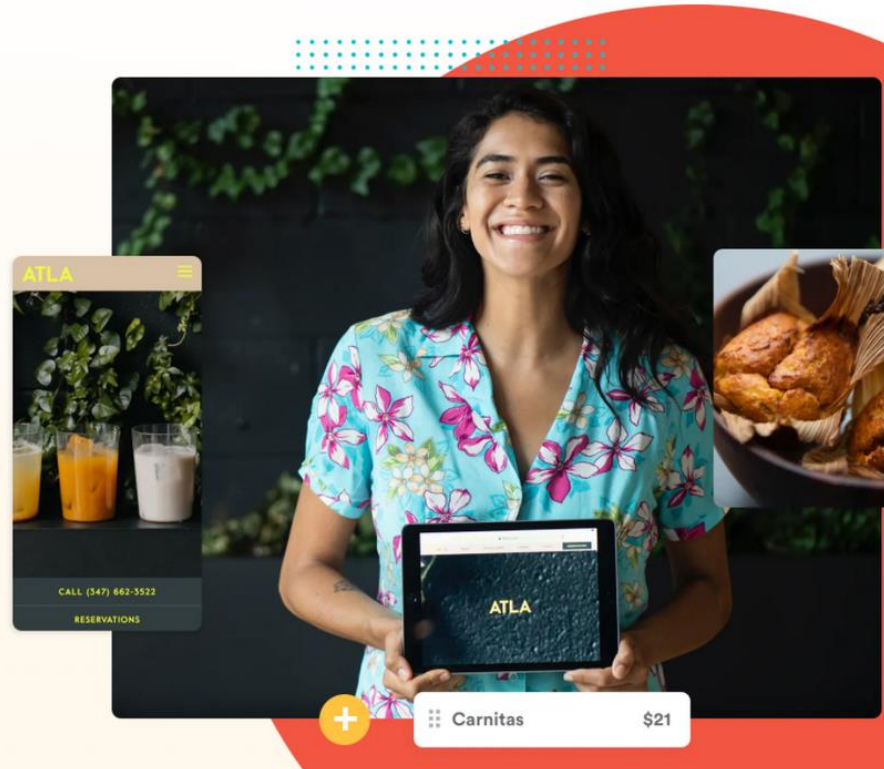 ATLA
CALL (347) 662-3522
RESERVATIONS
ATLA
Carnitas $21